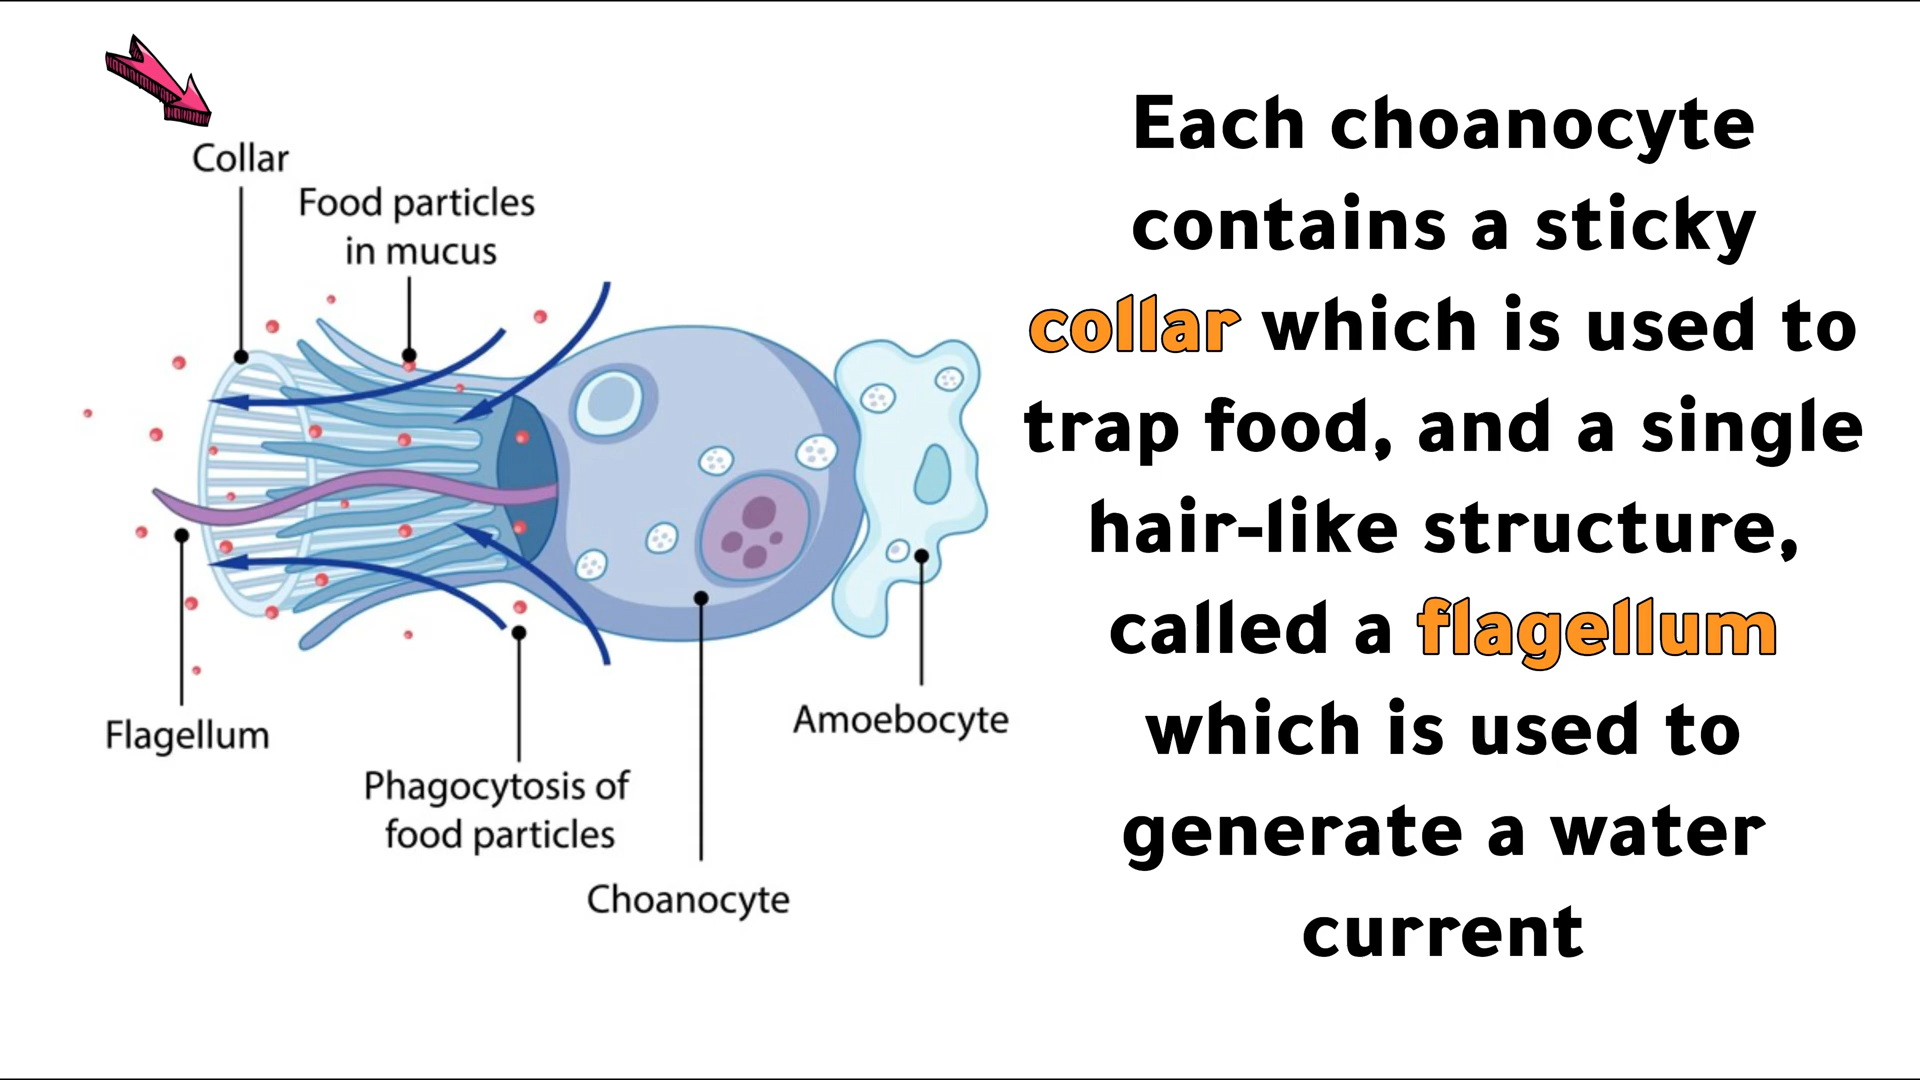 Collar
Food particles
in mucus
Flagellum
Phagocytosis of
food particles
Choanocyte
Amoebocyte
Each choanocyte
contains a sticky
collar which is used to
trap food, and a single
hair-like structure,
called a flagellum
which is used to
generate a water
current